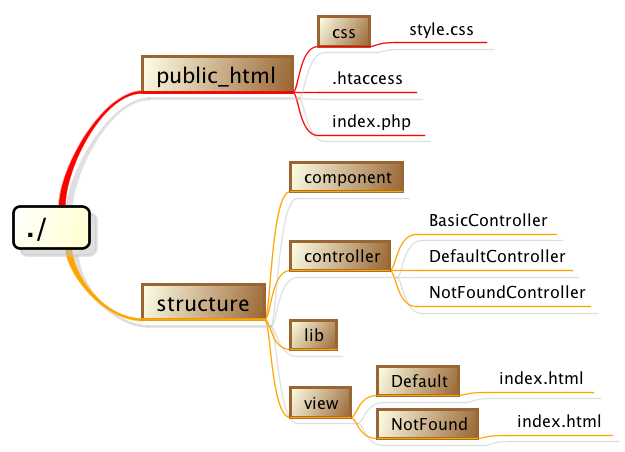 ./
public_html
css
style.css
.htaccess
index.php
structure
component
controller
BasicController
DefaultController
NotFoundController
lib
view
Default
index.html
NotFound
index.html